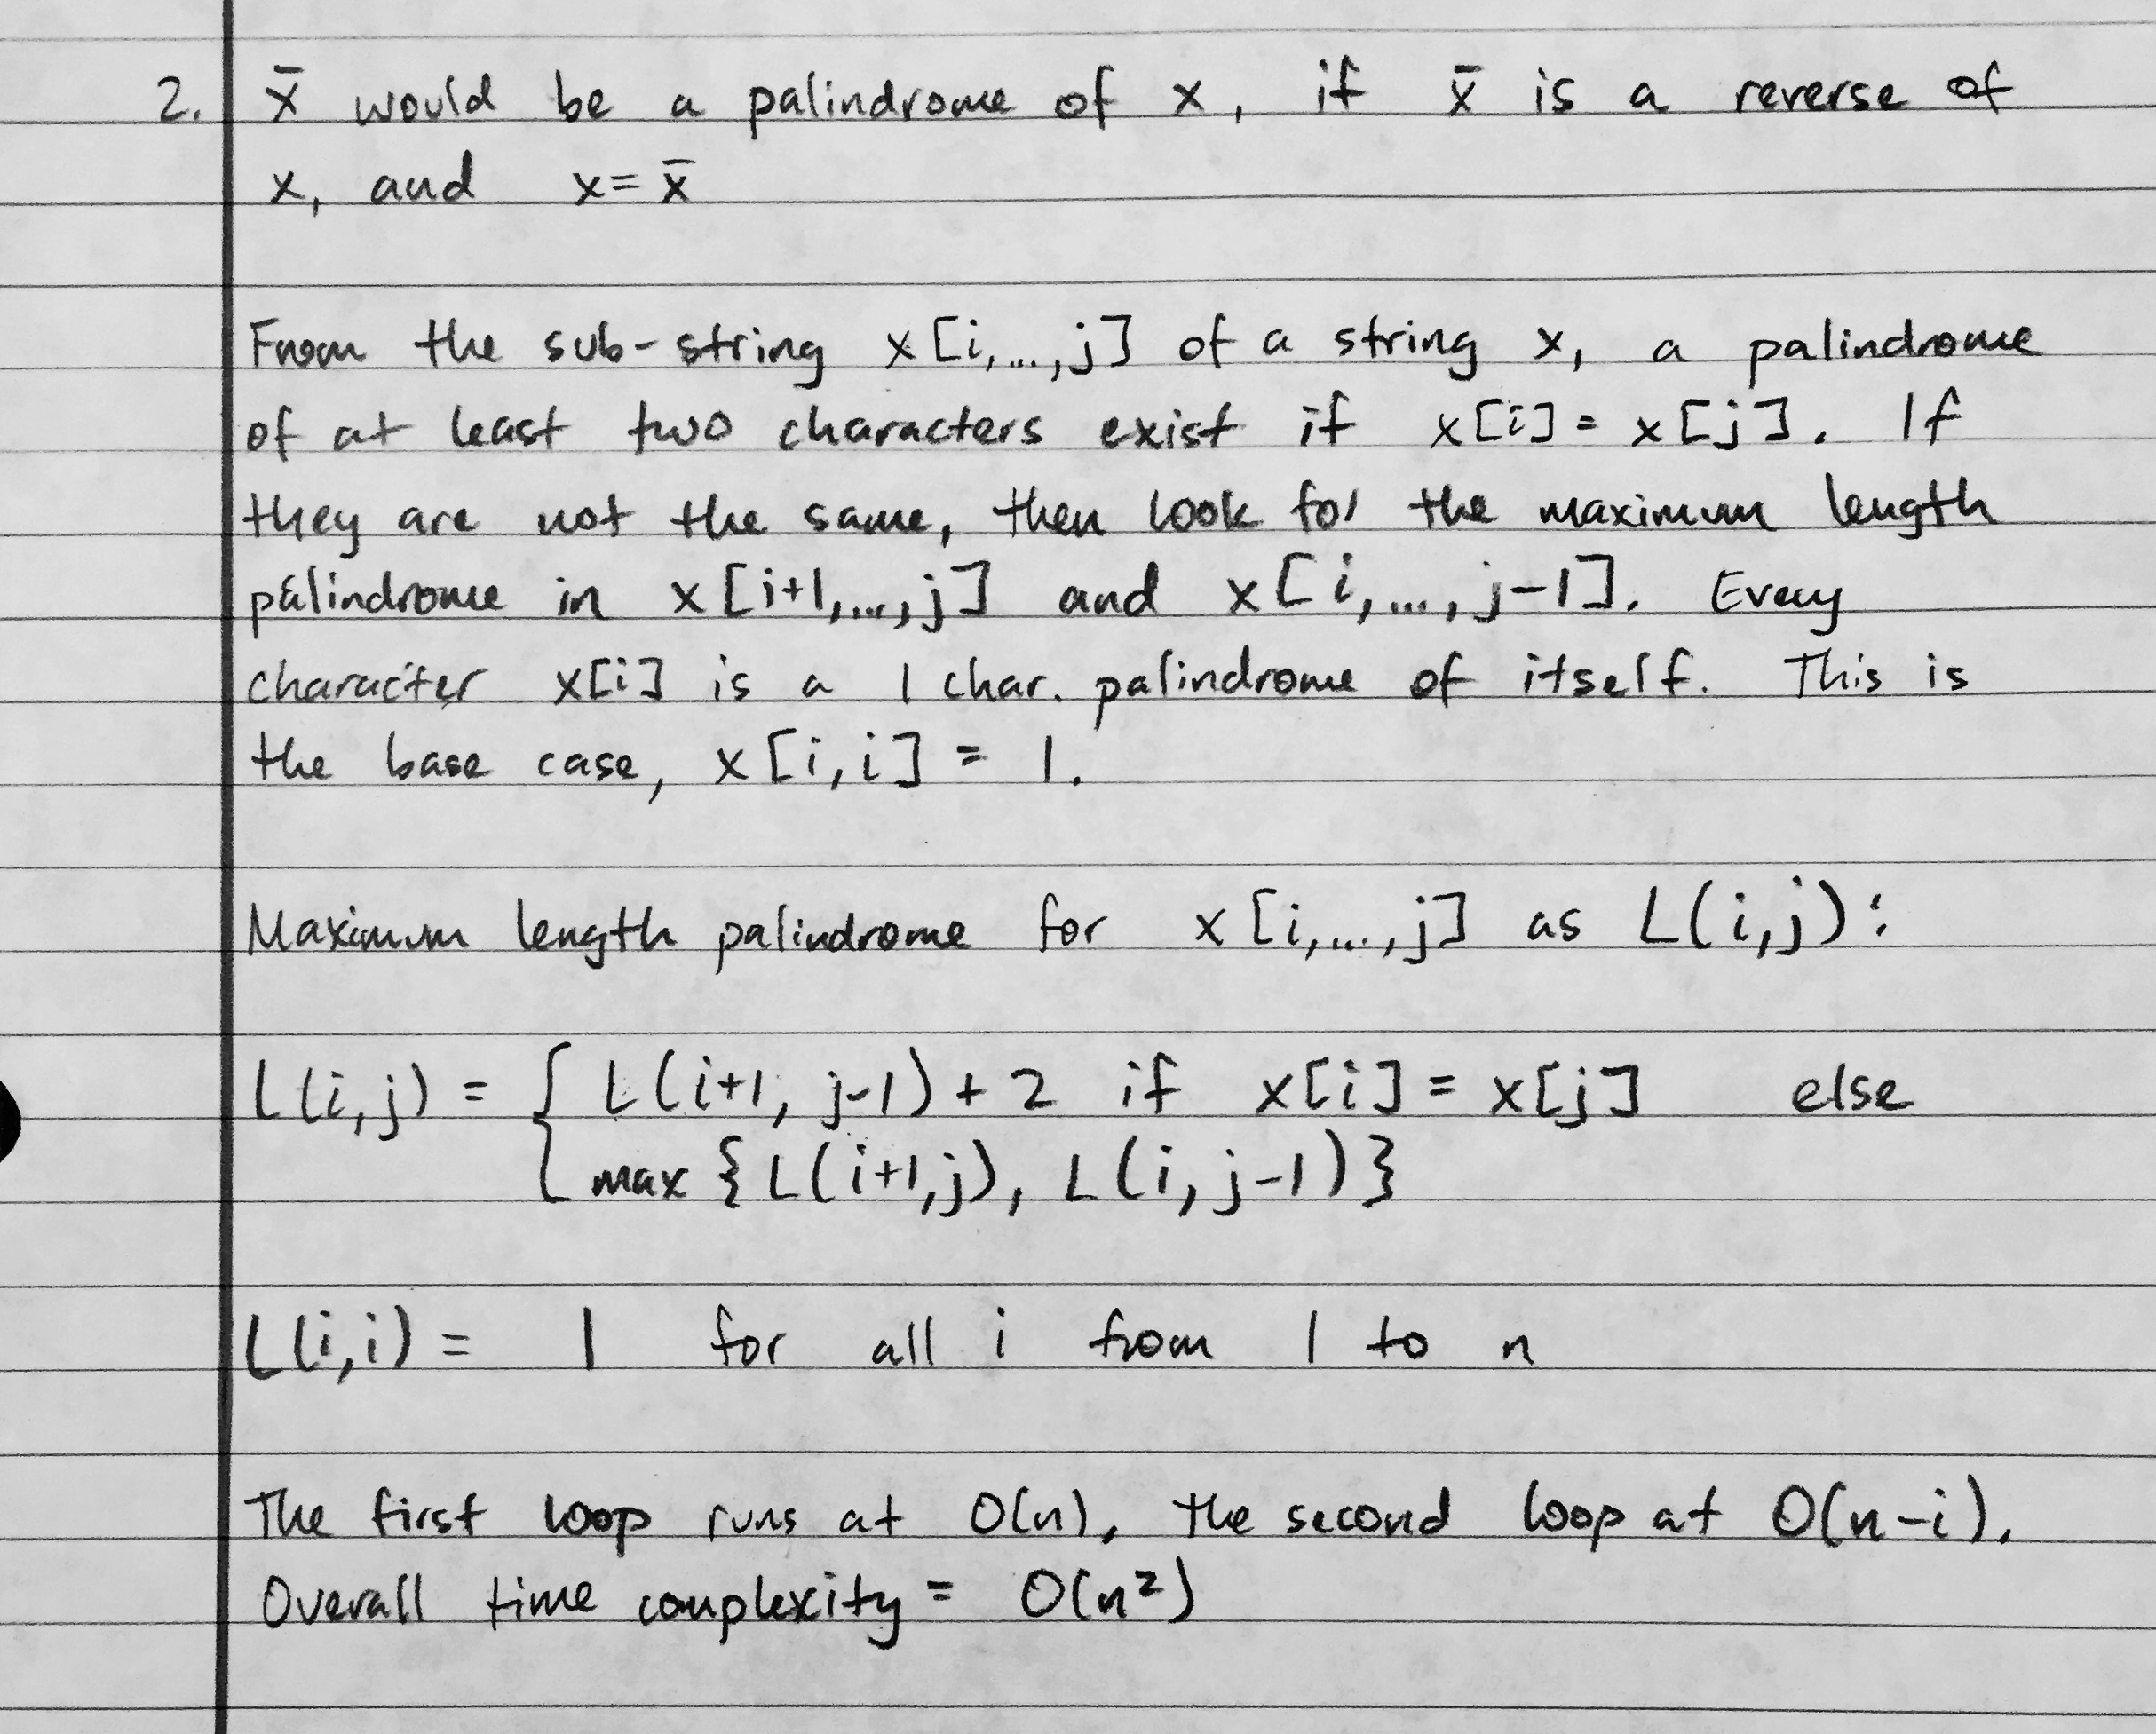 2. x̄ would be a palindrome of x, if x̄ is a reverse of
x, and x = x̄
From the sub-string x[i,...,j] of a string x, a palindrome
of at least two characters exist if x[i] = x[j]. If
they are not the same, then look for the maximum length
palindrome in x[i+1,...,j] and x[i,...,j-1]. Every
character x[i] is a 1 char. palindrome of itself. This is
the base case, x[i,i] = 1.
Maximum length palindrome for x[i,...,j] as L(i,j):
L(i,j) = { L(i+1, j-1) + 2 if x[i] = x[j] else
max {L(i+1,j), L(i, j-1)}
L(i,i) = 1 for all i from 1 to n
The first loop runs at O(n), the second loop at O(n-i).
Overall time complexity = O(n²)